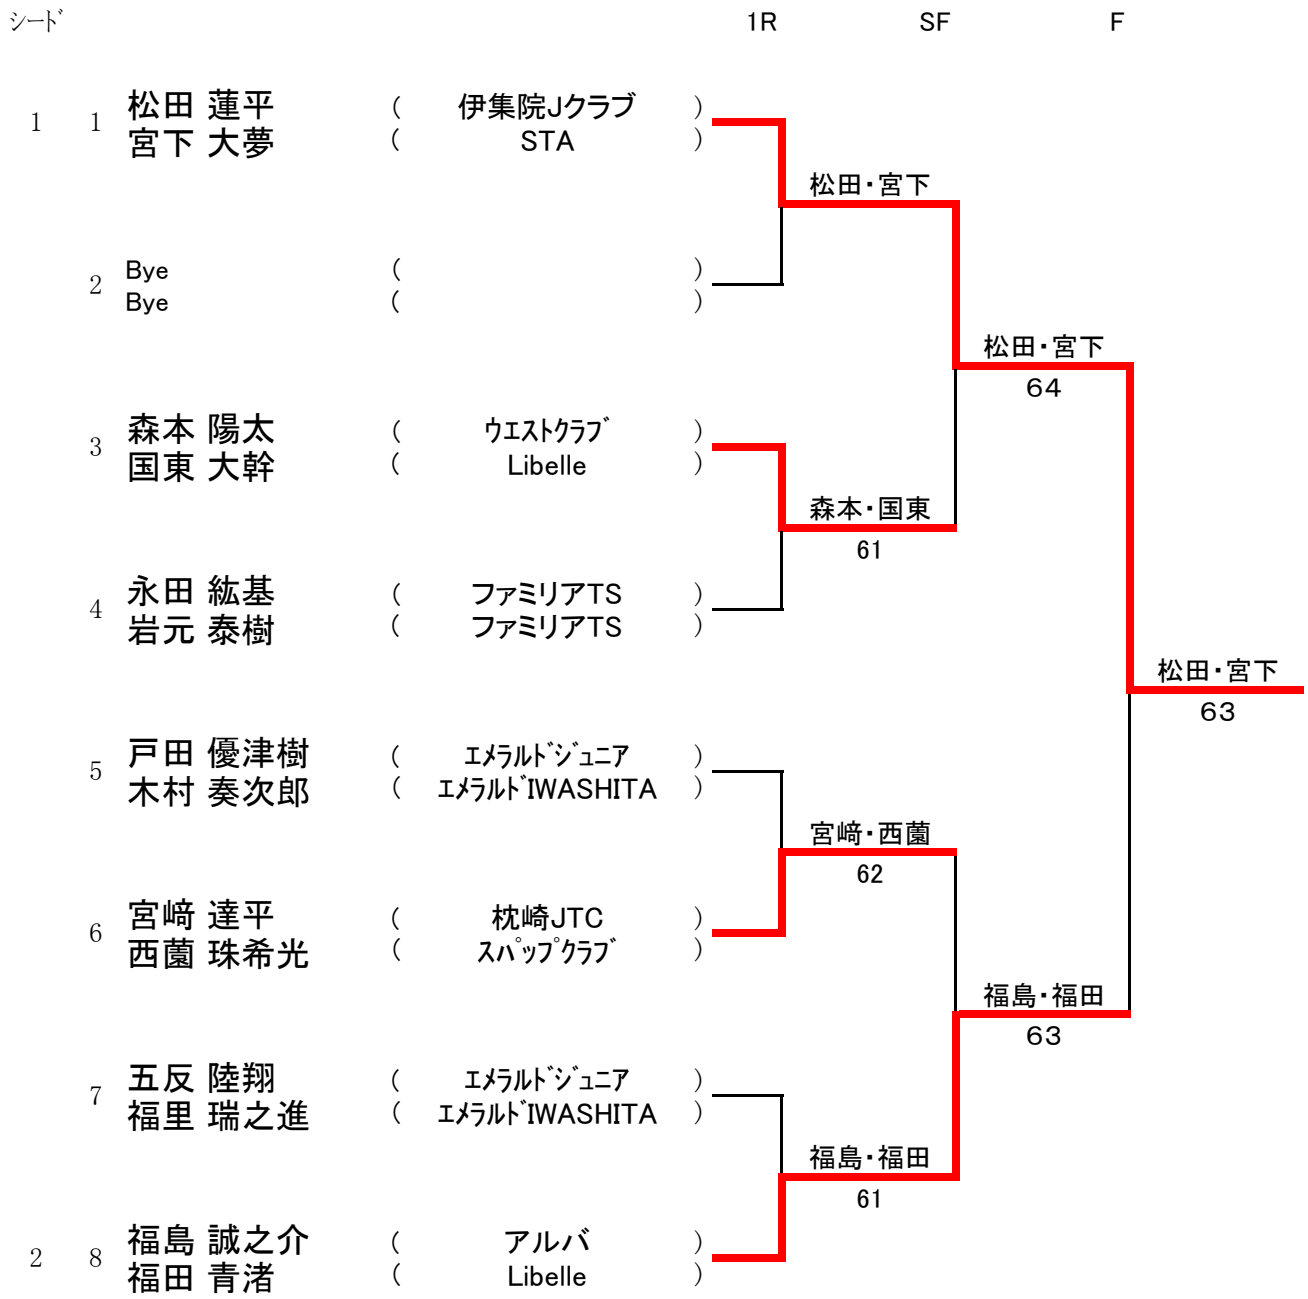 シード 1R SF F
1 1 松田 蓮平 ( 伊集院Jクラブ )
宮下 大夢 ( STA )
松田・宮下
2 Bye ( )
Bye ( )
松田・宮下
64
3 森本 陽太 ( ウエストクラブ )
国東 大幹 ( Libelle )
森本・国東
61
4 永田 紘基 ( ファミリアTS )
岩元 泰樹 ( ファミリアTS )
松田・宮下
63
5 戸田 優津樹 ( エメラルドジュニア )
木村 奏次郎 ( エメラルドIWASHITA )
宮﨑・西薗
62
6 宮﨑 達平 ( 枕崎JTC )
西薗 珠希光 ( スパップクラブ )
福島・福田
63
7 五反 陸翔 ( エメラルドジュニア )
福里 瑞之進 ( エメラルドIWASHITA )
福島・福田
61
2 8 福島 誠之介 ( アルバ )
福田 青渚 ( Libelle )